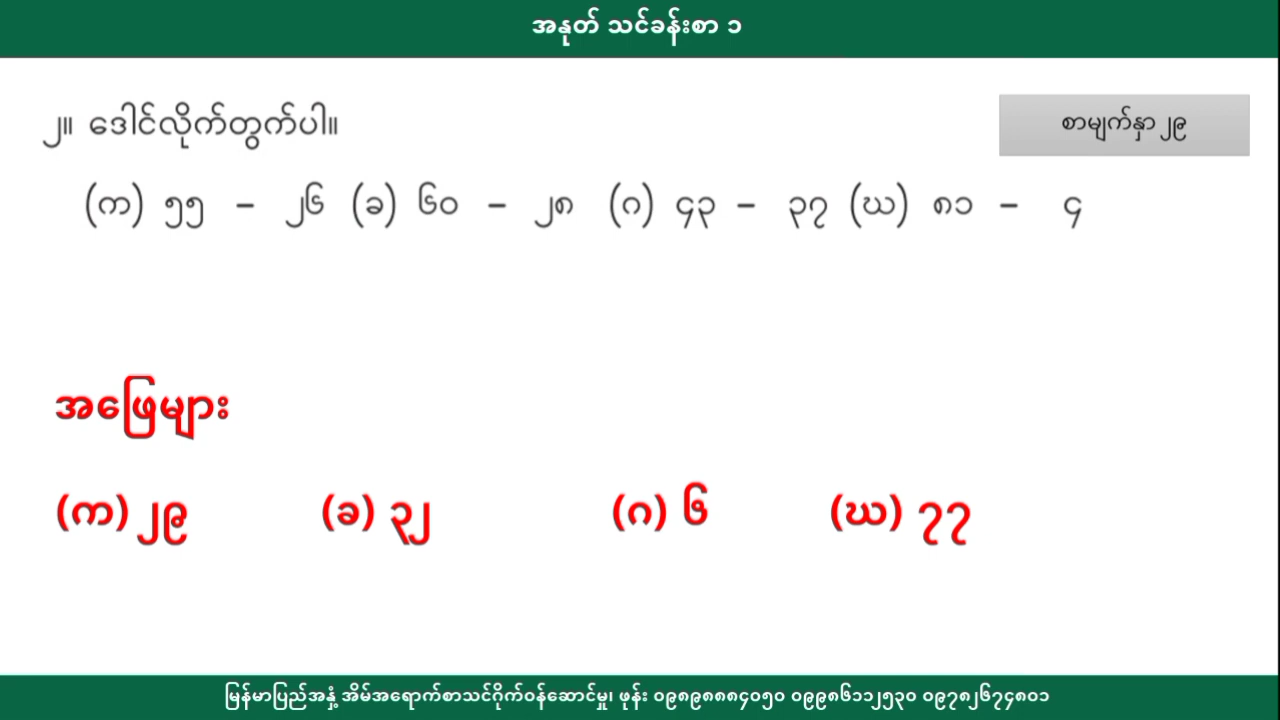 အနုတ် သင်ခန်းစာ ၁
၂။ ဒေါင်လိုက်တွက်ပါ။
စာမျက်နှာ ၂၉
(က) ၅၅ – ၂၆ (ခ) ၆၀ – ၂၈ (ဂ) ၄၃ – ၃၇ (ဃ) ၈၁ – ၄
အဖြေများ
(က) ၂၉ (ခ) ၃၂ (ဂ) ၆ (ဃ) ၇၇
မြန်မာပြည်အနှံ့ အိမ်အရောက်စာသင်ဂိုက်ဝန်ဆောင်မှု၊ ဖုန်း ၀၉၈၉၈၈၈၄၀၅၀ ၀၉၉၈၆၁၁၂၅၃၀ ၀၉၇၈၂၆၇၄၈၀၁